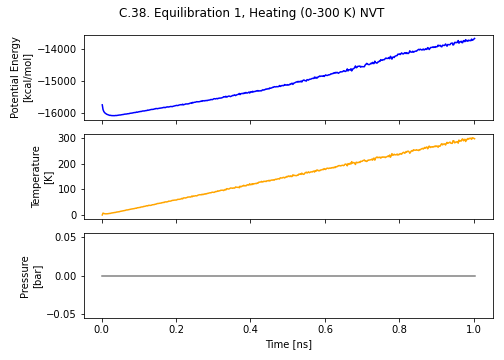 C.38. Equilibration 1, Heating (0-300 K) NVT
Potential Energy
[kcal/mol]
−14000
−15000
−16000
Temperature
[K]
300
200
100
0
Pressure
[bar]
0.05
0.00
−0.05
0.0 0.2 0.4 0.6 0.8 1.0
Time [ns]